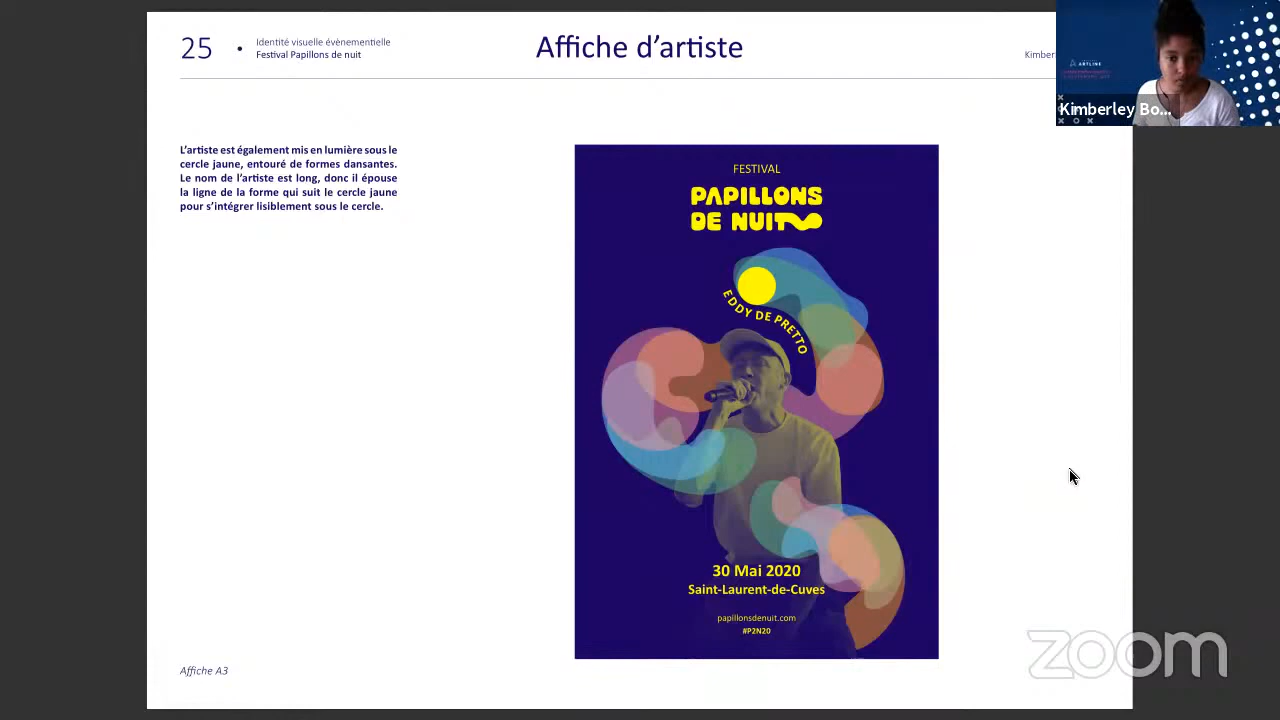 25
•
Identité visuelle évènementielle
Festival Papillons de nuit
Affiche d'artiste
Kimber
ARTLINE
Kimberley Bo...
L'artiste est également mis en lumière sous le
cercle jaune, entouré de formes dansantes.
Le nom de l'artiste est long, donc il épouse
la ligne de la forme qui suit le cercle jaune
pour s'intégrer lisiblement sous le cercle.
FESTIVAL
PAPILLONS
DE NUIT
EDDY DE PRETTO
30 Mai 2020
Saint-Laurent-de-Cuves
papillonsdenuit.com
#P2N20
Affiche A3
zoom